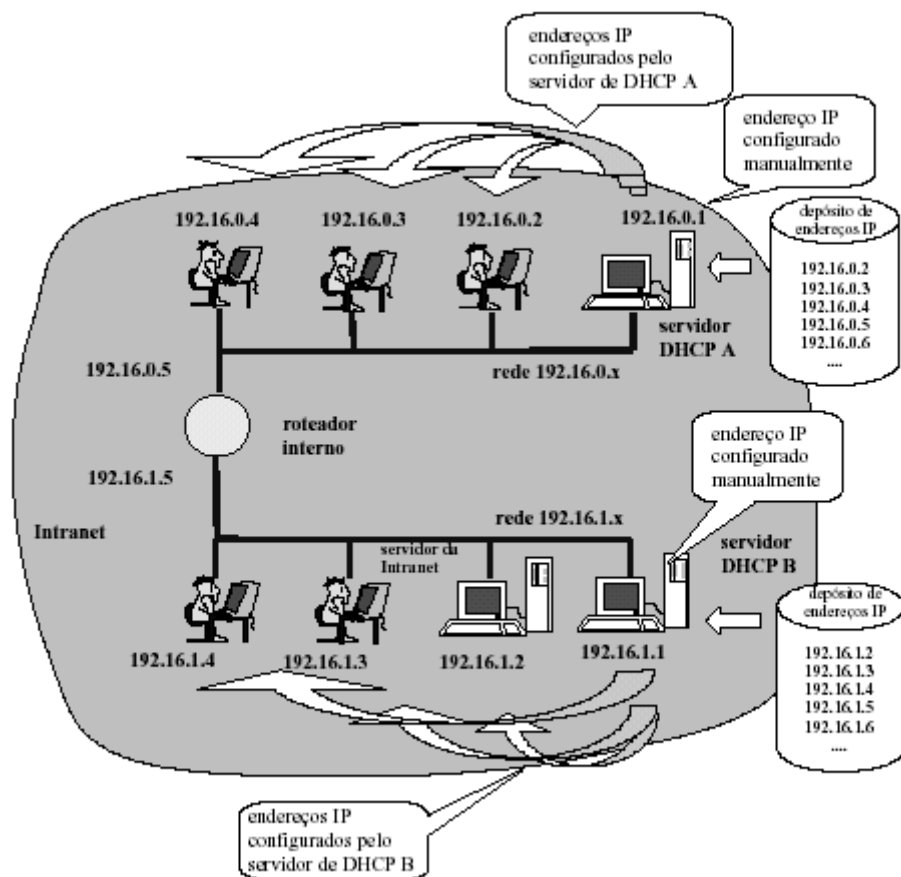 endereços IP
configurados pelo
servidor de DHCP A
endereço IP
configurado
manualmente
192.16.0.4
192.16.0.3
192.16.0.2
192.16.0.1
depósito de
endereços IP
192.16.0.2
192.16.0.3
192.16.0.4
192.16.0.5
192.16.0.6
....
servidor
DHCP A
192.16.0.5
rede 192.16.0.x
roteador
interno
endereço IP
configurado
manualmente
192.16.1.5
Intranet
rede 192.16.1.x
servidor da
Intranet
servidor
DHCP B
192.16.1.4
192.16.1.3
192.16.1.2
192.16.1.1
depósito de
endereços IP
192.16.1.2
192.16.1.3
192.16.1.4
192.16.1.5
192.16.1.6
....
endereços IP
configurados pelo
servidor de DHCP B